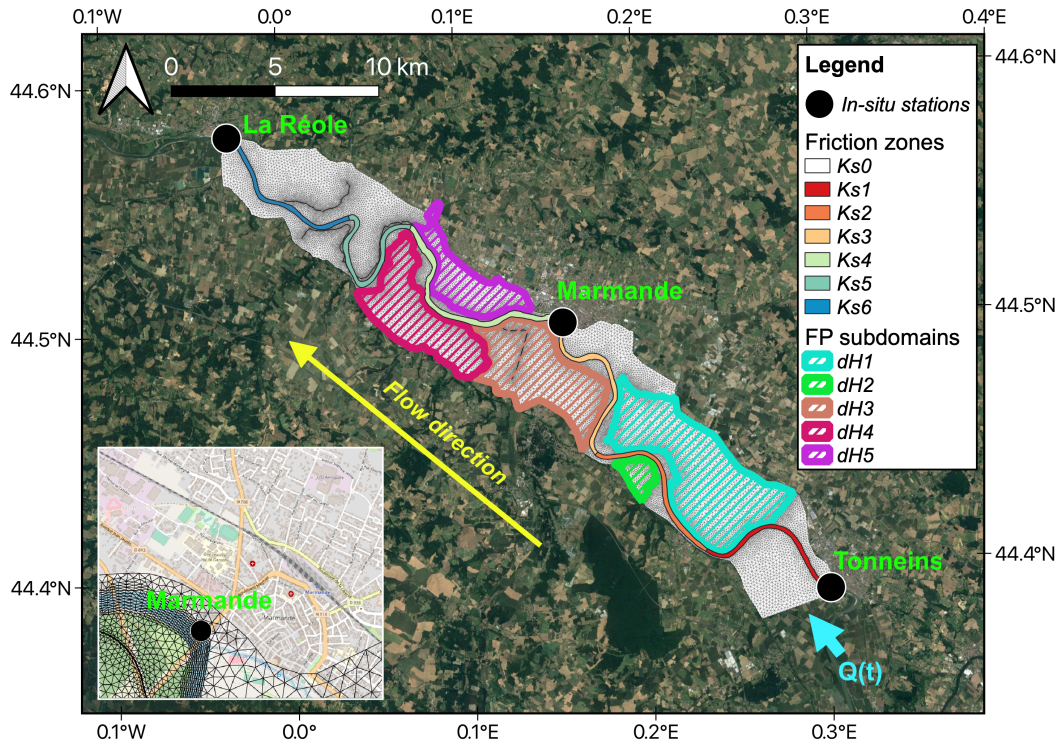 0.1°W 0.0° 0.1°E 0.2°E 0.3°E 0.4°E
44.6°N
44.6°N
44.5°N
44.5°N
44.4°N
44.4°N
0 5 10 km
La Réole
Marmande
Tonneins
Flow direction
Q(t)
Legend
In-situ stations
Friction zones
Ks0
Ks1
Ks2
Ks3
Ks4
Ks5
Ks6
FP subdomains
dH1
dH2
dH3
dH4
dH5
Marmande
Marmande
0.1°W 0.0° 0.1°E 0.2°E 0.3°E